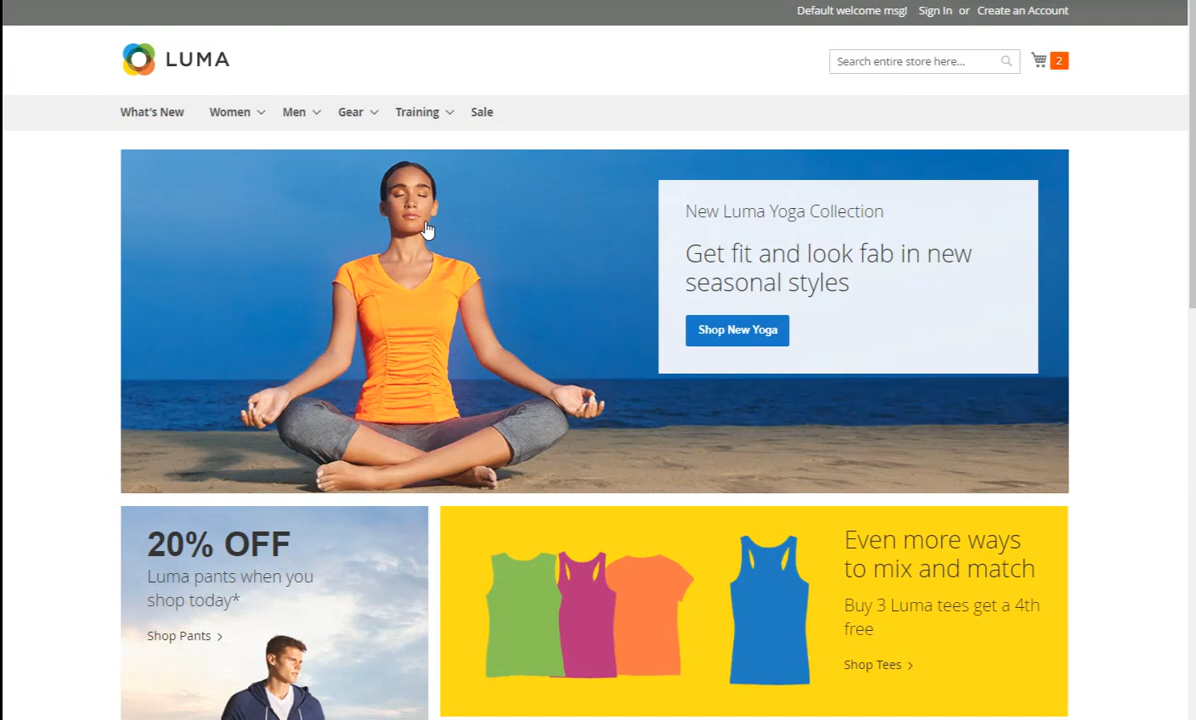 Default welcome msg! Sign In or Create an Account
LUMA
Search entire store here...
2
What's New Women Men Gear Training Sale
New Luma Yoga Collection
Get fit and look fab in new
seasonal styles
Shop New Yoga
20% OFF
Luma pants when you
shop today*
Shop Pants
Even more ways
to mix and match
Buy 3 Luma tees get a 4th
free
Shop Tees